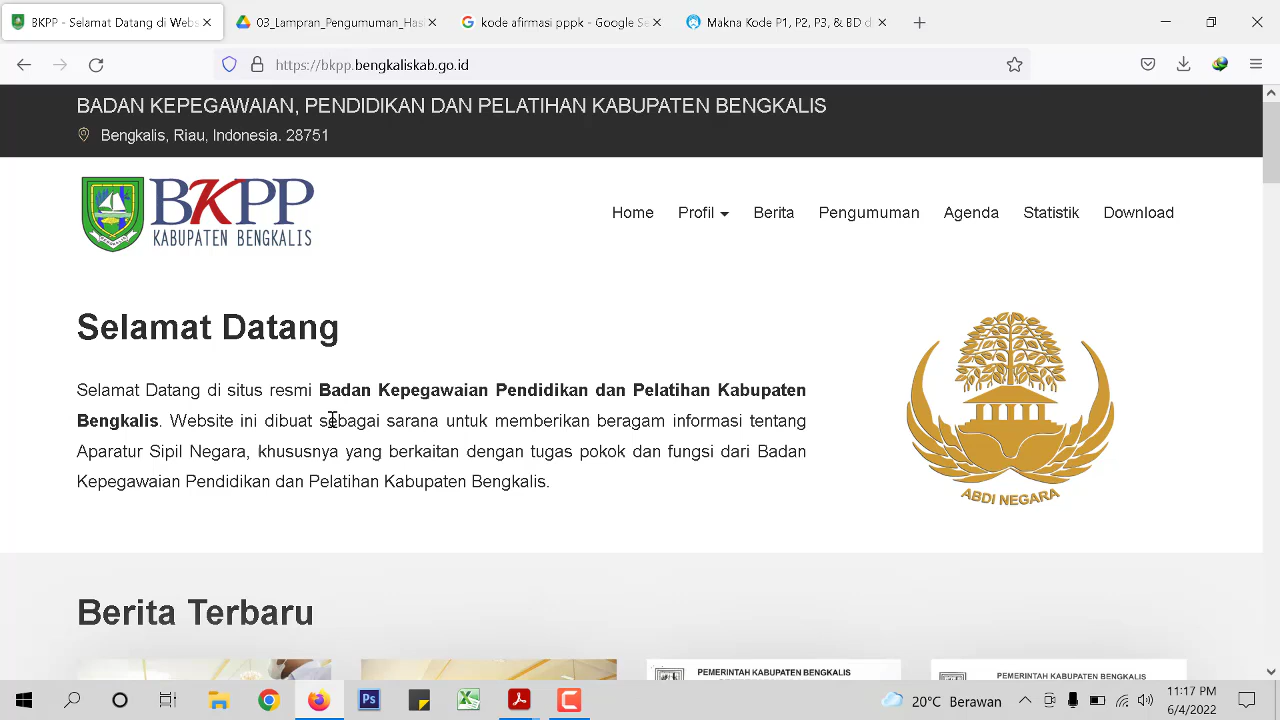 BKPP - Selamat Datang di Webs
03_Lampran_Pengumuman_Has
kode afirmasi pppk - Google Se
Makna Kode P1, P2, P3, & BD d
https://bkpp.bengkaliskab.go.id
BADAN KEPEGAWAIAN, PENDIDIKAN DAN PELATIHAN KABUPATEN BENGKALIS
Bengkalis, Riau, Indonesia. 28751
BKPP
KABUPATEN BENGKALIS
Home Profil Berita Pengumuman Agenda Statistik Download
Selamat Datang
Selamat Datang di situs resmi Badan Kepegawaian Pendidikan dan Pelatihan Kabupaten
Bengkalis. Website ini dibuat sebagai sarana untuk memberikan beragam informasi tentang
Aparatur Sipil Negara, khususnya yang berkaitan dengan tugas pokok dan fungsi dari Badan
Kepegawaian Pendidikan dan Pelatihan Kabupaten Bengkalis.
ABDI NEGARA
Berita Terbaru
PEMERINTAH KABUPATEN BENGKALIS
PEMERINTAH KABUPATEN BENGKALIS
Ps
20°C Berawan
11:17 PM
6/4/2022